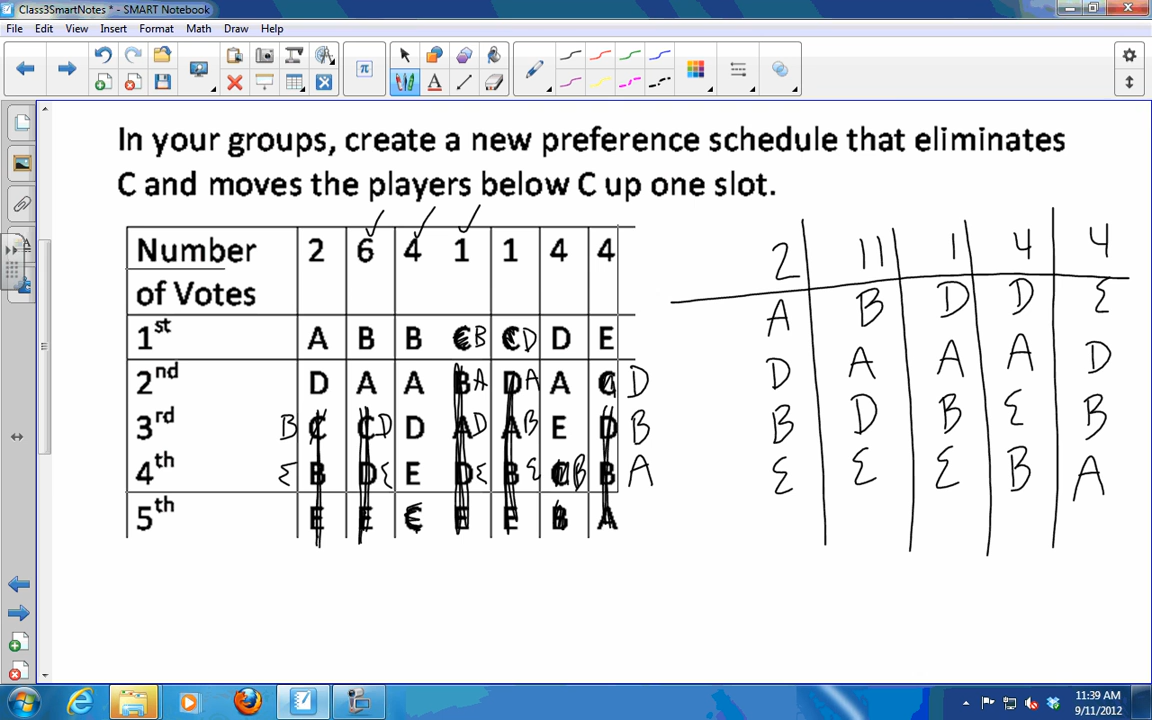 Class3SmartNotes * - SMART Notebook
File Edit View Insert Format Math Draw Help
π
A
In your groups, create a new preference schedule that eliminates
C and moves the players below C up one slot.
Number of Votes 2 6 4 1 1 4 4
1st A B B C B C D D E
2nd D A A B A D A A C D
3rd B C C D D A D A B E D B
4th E B D E E D E B E C B B A
5th E E C E E B A
2 11 1 4 4
A B D D E
D A A A D
B D B E B
E E E B A
11:39 AM
9/11/2012